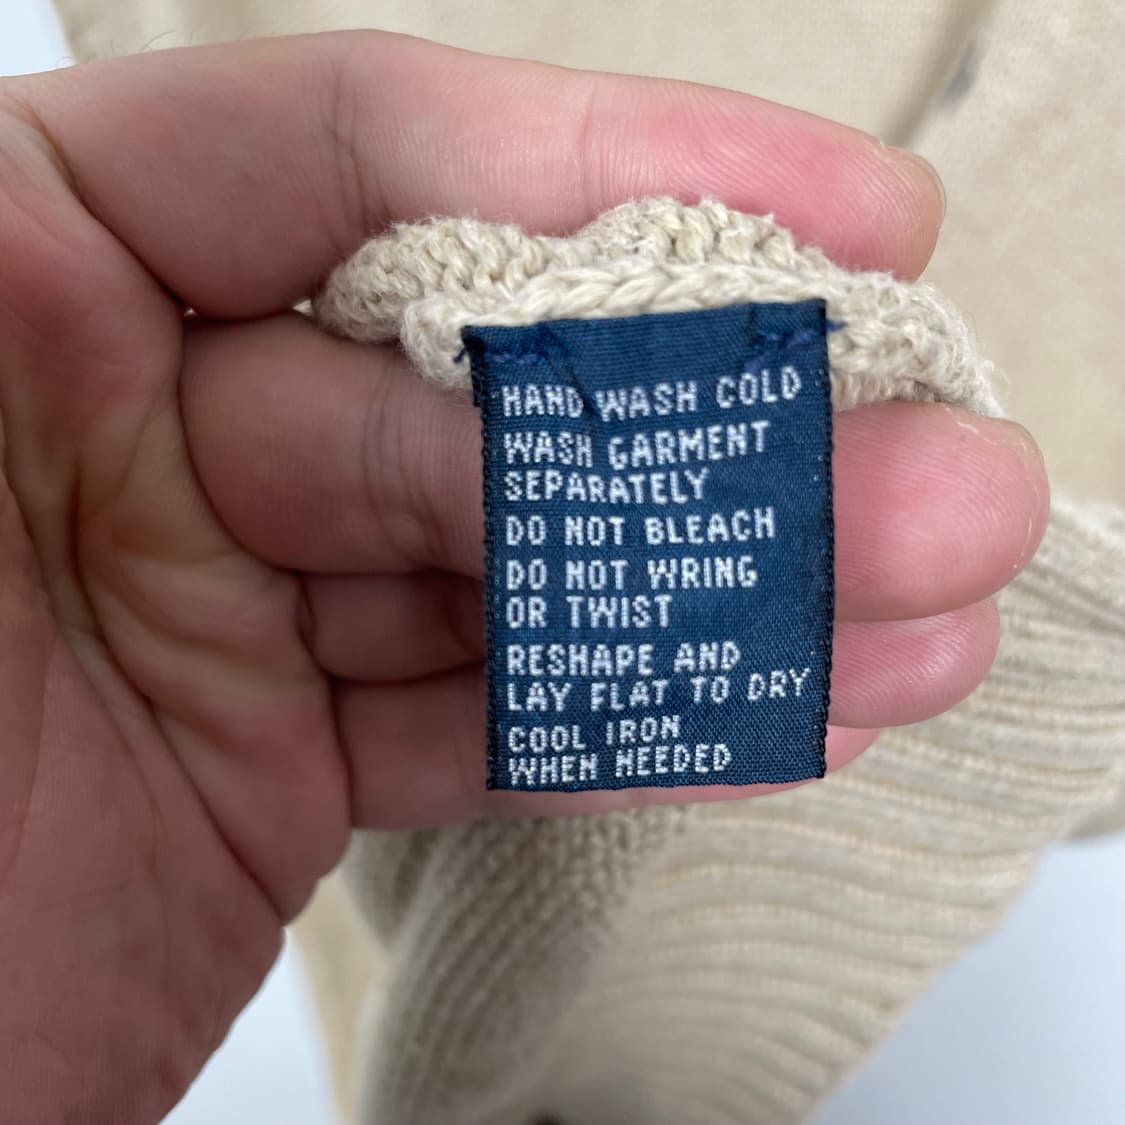 HAND WASH COLD
WASH GARMENT
SEPARATELY
DO NOT BLEACH
DO NOT WRING
OR TWIST
RESHAPE AND
LAY FLAT TO DRY
COOL IRON
WHEN NEEDED